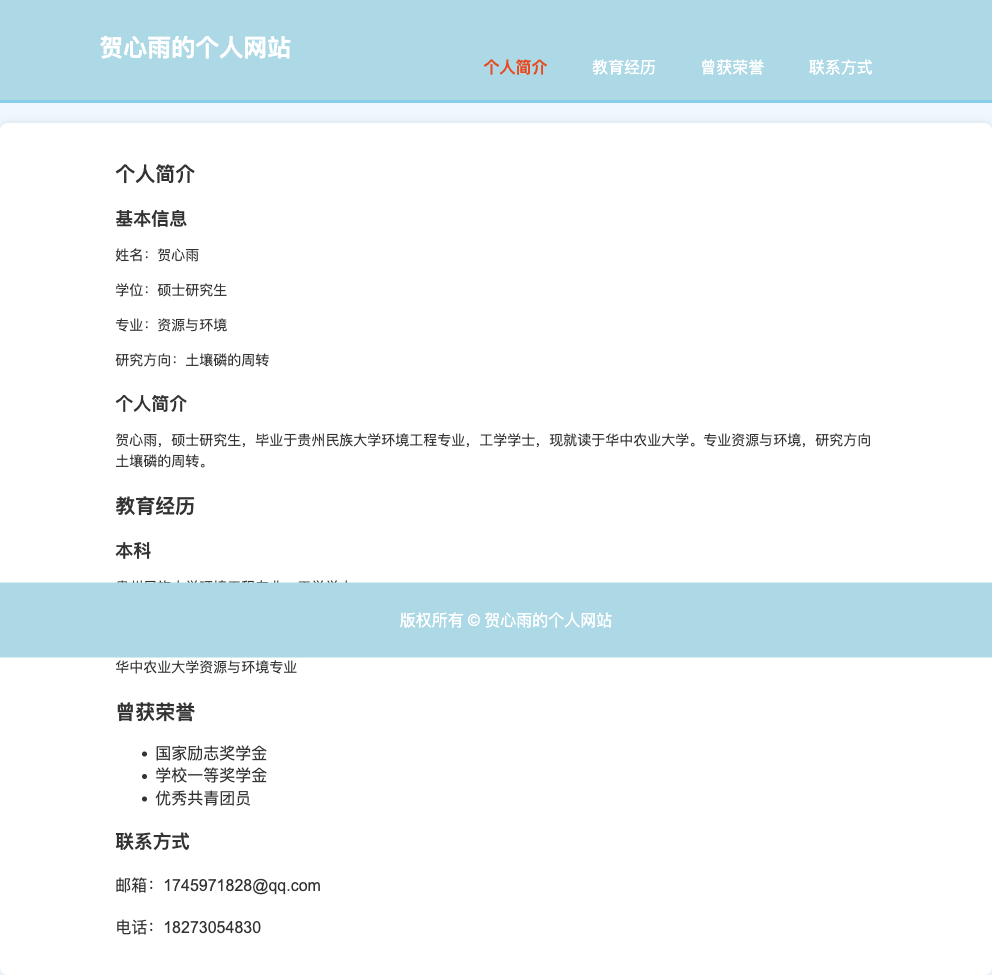 贺心雨的个人网站
个人简介 教育经历 曾获荣誉 联系方式
个人简介
基本信息
姓名：贺心雨
学位：硕士研究生
专业：资源与环境
研究方向：土壤磷的周转
个人简介
贺心雨，硕士研究生，毕业于贵州民族大学环境工程专业，工学学士，现就读于华中农业大学。专业资源与环境，研究方向
土壤磷的周转。
教育经历
本科
版权所有 © 贺心雨的个人网站
华中农业大学资源与环境专业
曾获荣誉
• 国家励志奖学金
• 学校一等奖学金
• 优秀共青团员
联系方式
邮箱：1745971828@qq.com
电话：18273054830